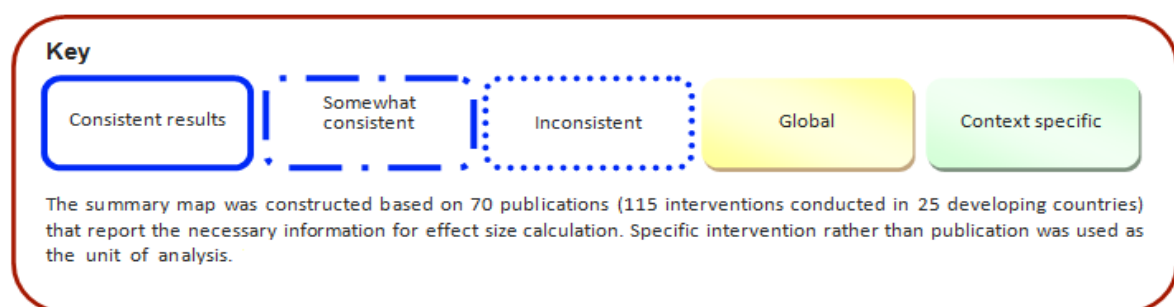 Key
Consistent results
Somewhat
consistent
Inconsistent
Global
Context specific
The summary map was constructed based on 70 publications (115 interventions conducted in 25 developing countries)
that report the necessary information for effect size calculation. Specific intervention rather than publication was used as
the unit of analysis.